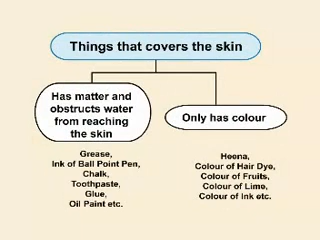 Things that covers the skin
Has matter and
obstructs water
from reaching
the skin
Only has colour
Grease,
Ink of Ball Point Pen,
Chalk,
Toothpaste,
Glue,
Oil Paint etc.
Heena,
Colour of Hair Dye,
Colour of Fruits,
Colour of Lime,
Colour of Ink etc.